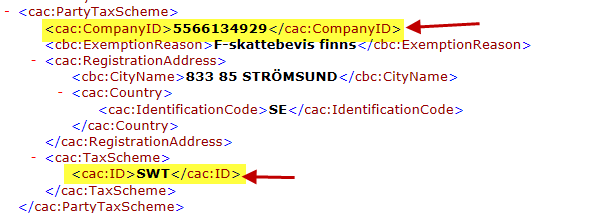 - <cac:PartyTaxScheme>
<cac:CompanyID>5566134929</cac:CompanyID>
<cbc:ExemptionReason>F-skattebevis finns</cbc:ExemptionReason>
- <cac:RegistrationAddress>
<cbc:CityName>833 85 STRÖMSUND</cbc:CityName>
- <cac:Country>
<cac:IdentificationCode>SE</cac:IdentificationCode>
</cac:Country>
</cac:RegistrationAddress>
- <cac:TaxScheme>
<cac:ID>SWT</cac:ID>
</cac:TaxScheme>
</cac:PartyTaxScheme>